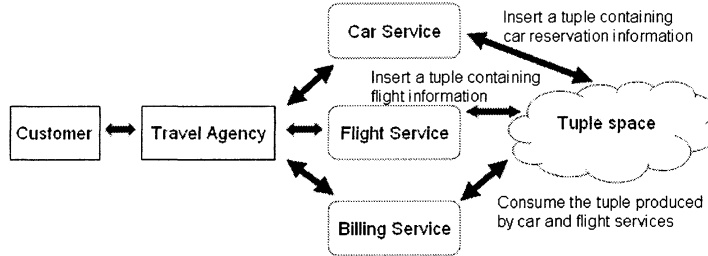 Car Service
Insert a tuple containing
car reservation information
Insert a tuple containing
flight information
Customer
Travel Agency
Flight Service
Tuple space
Billing Service
Consume the tuple produced
by car and flight services